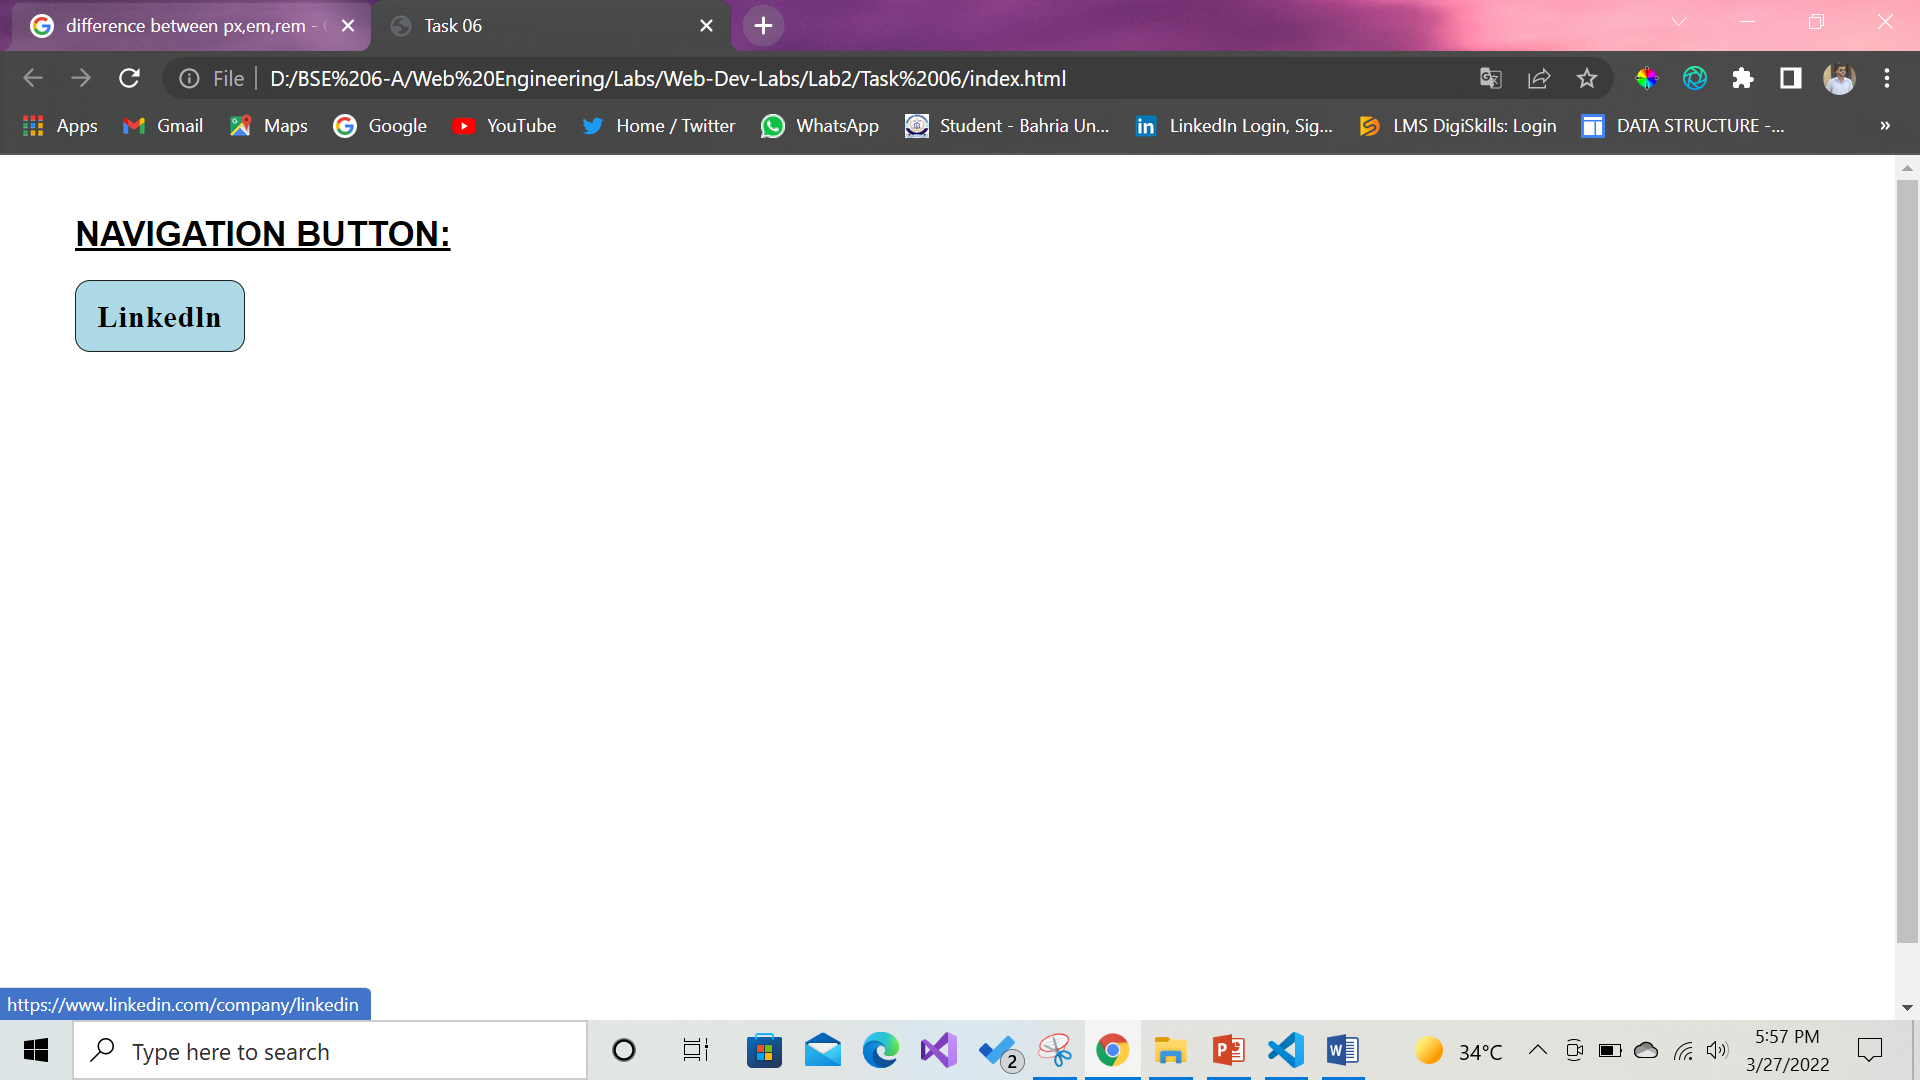 difference between px,em,rem -
Task 06
File
D:/BSE%206-A/Web%20Engineering/Labs/Web-Dev-Labs/Lab2/Task%2006/index.html
Apps
Gmail
Maps
Google
YouTube
Home / Twitter
WhatsApp
Student - Bahria Un...
LinkedIn Login, Sig...
LMS DigiSkills: Login
DATA STRUCTURE -...
»
NAVIGATION BUTTON:
Linkedln
https://www.linkedin.com/company/linkedin
Type here to search
2
34°C
5:57 PM
3/27/2022